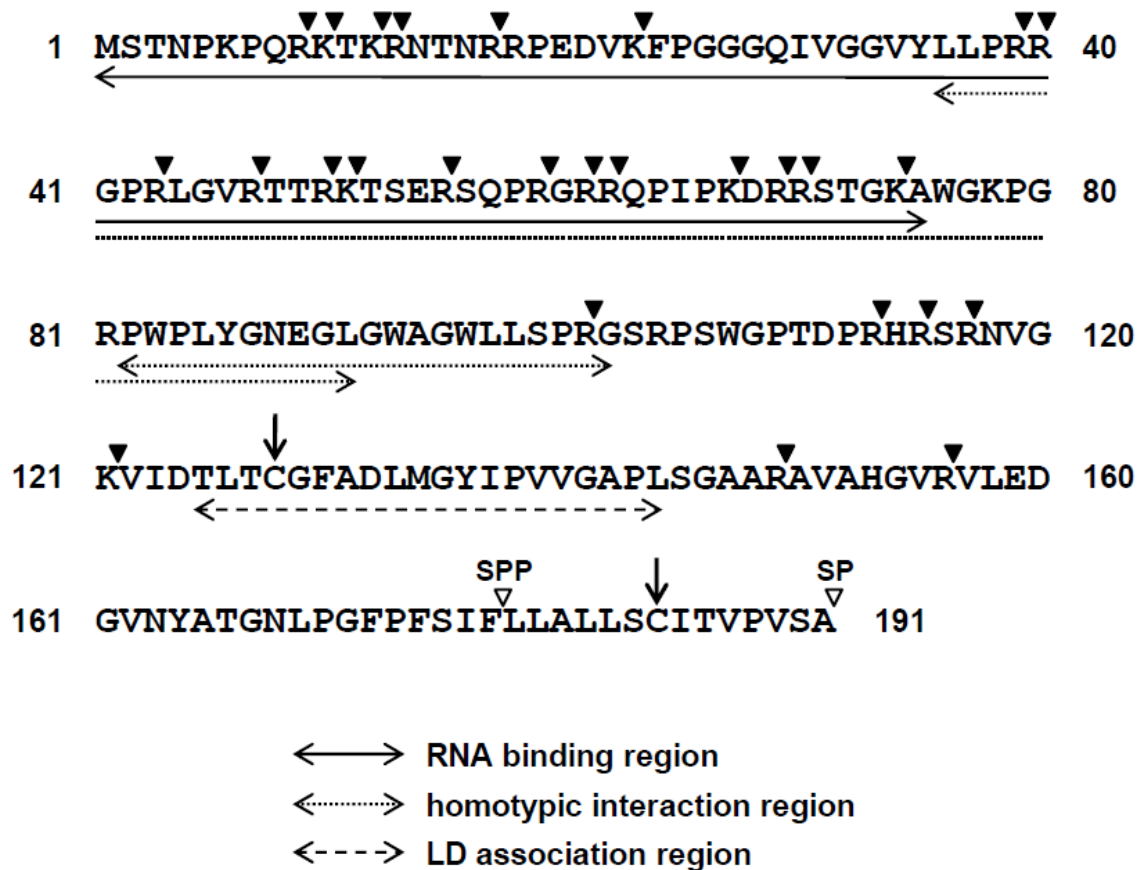 1 MSTNPKPQRKTKRNTNRRPEDVKFPGGGQIVGGVYLLPRR 40
41 GPRLGVRTTRKTSERSQPRGRRQPIPKDRRSTGKAWGKPG 80
81 RPWPLYGNEGLGWAGWLLSPRGSRPSWGPTDPRHRSRNVG 120
121 KVIDTLTCGFADLMGYIPVVGAPLSGAARAVAHGVRVLED 160
SPP SP
161 GVNYATGNLPGFPFSIFLLALLSCITVPVSA 191
RNA binding region
homotypic interaction region
LD association region